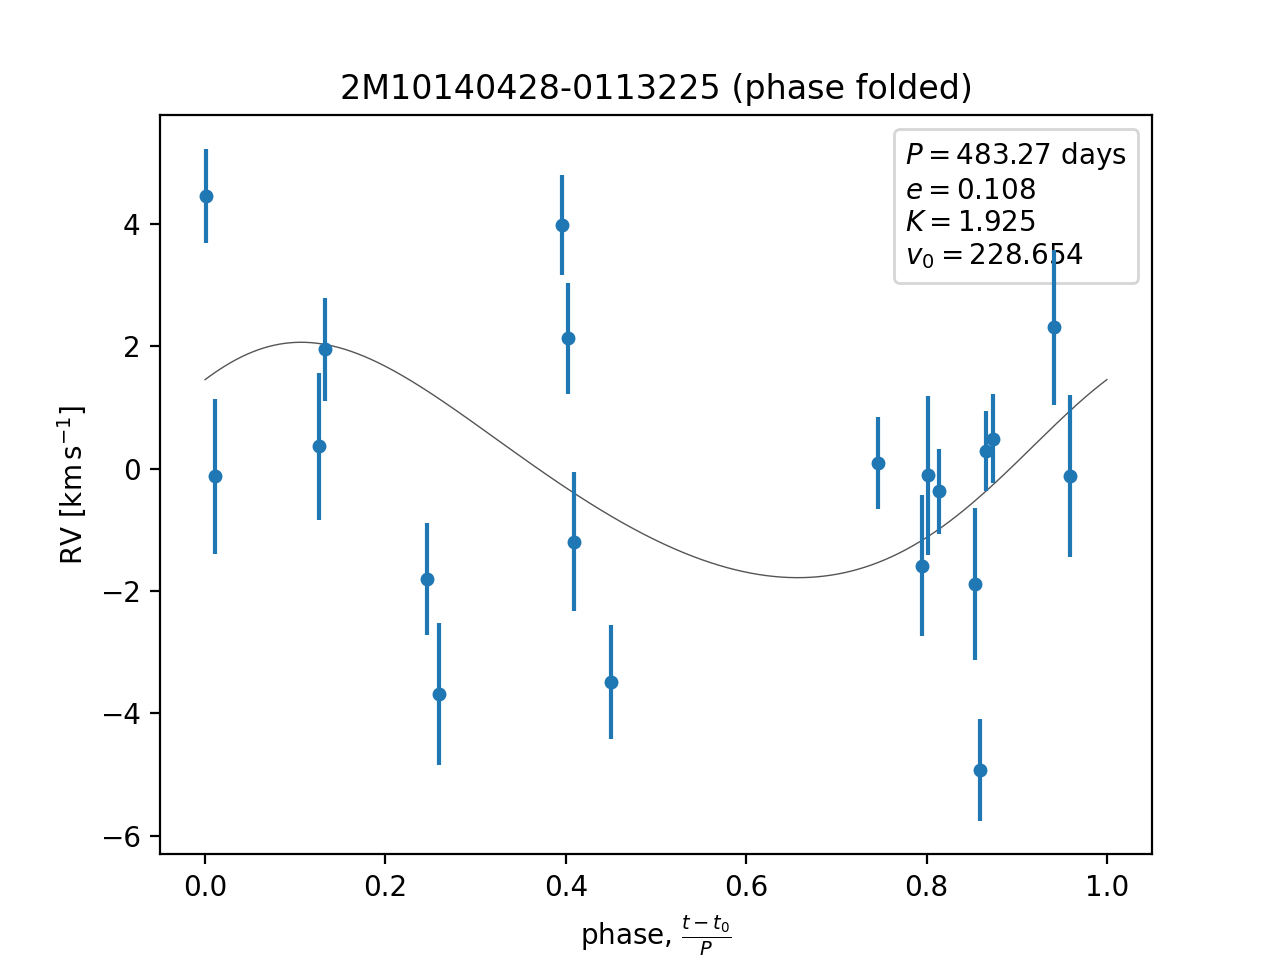 2M10140428-0113225 (phase folded)
P = 483.27 days
e = 0.108
K = 1.925
v₀ = 228.654
RV [km s⁻¹]
4
2
0
−2
−4
−6
0.0 0.2 0.4 0.6 0.8 1.0
phase, (t − t₀)/P